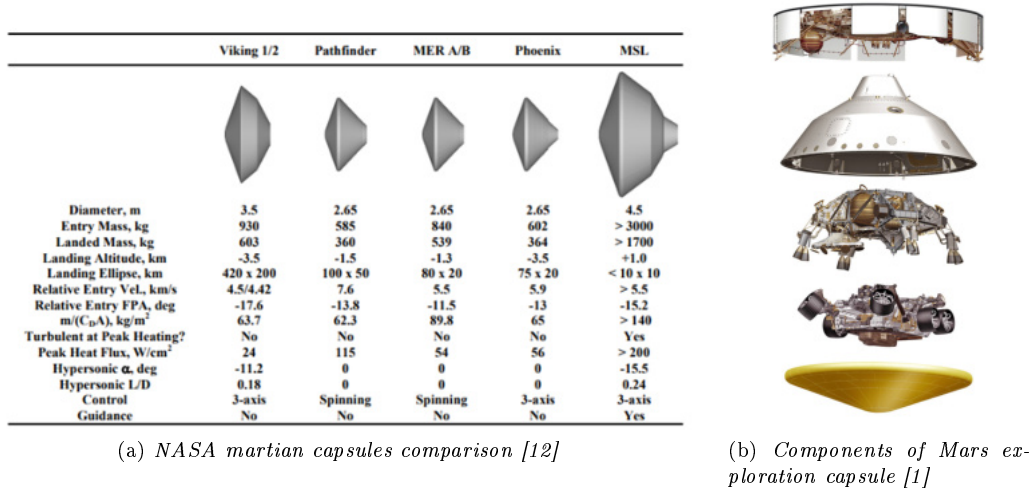 Viking 1/2 Pathfinder MER A/B Phoenix MSL
Diameter, m 3.5 2.65 2.65 2.65 4.5
Entry Mass, kg 930 585 840 602 > 3000
Landed Mass, kg 603 360 539 364 > 1700
Landing Altitude, km -3.5 -1.5 -1.3 -3.5 +1.0
Landing Ellipse, km 420 x 200 100 x 50 80 x 20 75 x 20 < 10 x 10
Relative Entry Vel., km/s 4.5/4.42 7.6 5.5 5.9 > 5.5
Relative Entry FPA, deg -17.6 -13.8 -11.5 -13 -15.2
m/(CDA), kg/m² 63.7 62.3 89.8 65 > 140
Turbulent at Peak Heating? No No No No Yes
Peak Heat Flux, W/cm² 24 115 54 56 > 200
Hypersonic α, deg -11.2 0 0 0 -15.5
Hypersonic L/D 0.18 0 0 0 0.24
Control 3-axis Spinning Spinning 3-axis 3-axis
Guidance No No No No Yes
(a) NASA martian capsules comparison [12]
(b) Components of Mars ex-
ploration capsule [1]